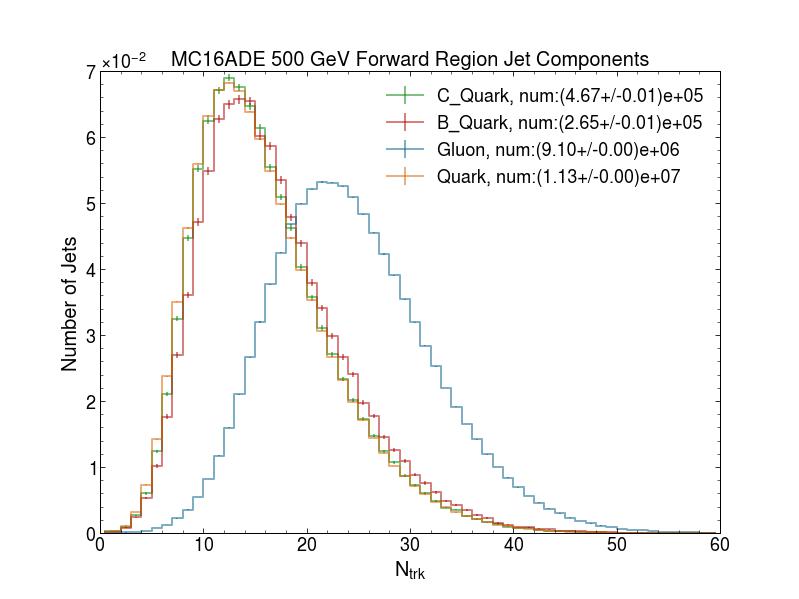 ×10⁻² MC16ADE 500 GeV Forward Region Jet Components
7
6
5
4
3
2
1
0
Number of Jets
C_Quark, num:(4.67+/-0.01)e+05
B_Quark, num:(2.65+/-0.01)e+05
Gluon, num:(9.10+/-0.00)e+06
Quark, num:(1.13+/-0.00)e+07
0 10 20 30 40 50 60
N_trk